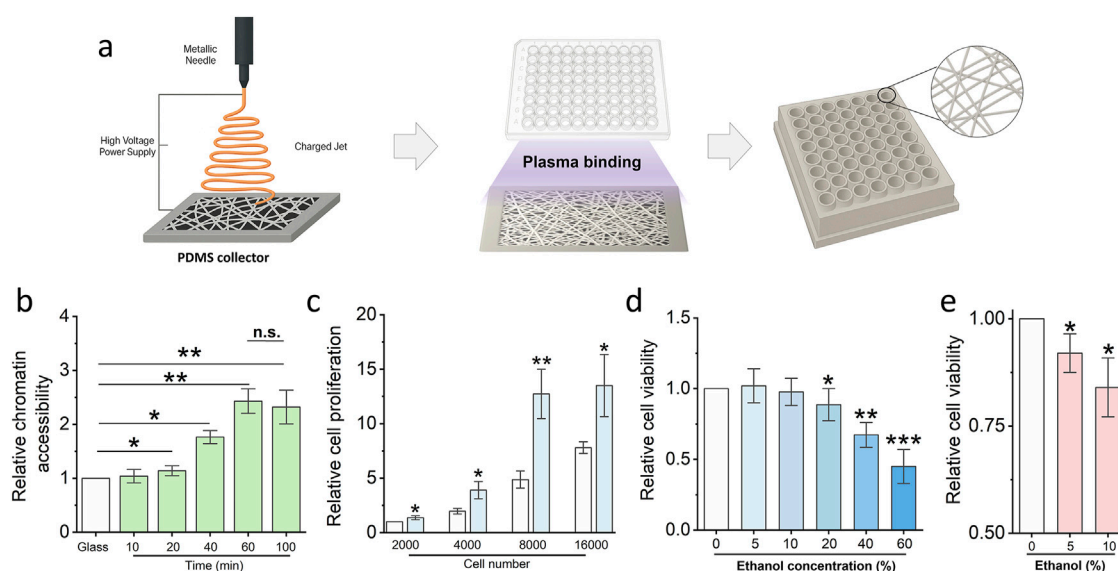 a
Metallic
Needle
High Voltage
Power Supply
Charged Jet
PDMS collector
Plasma binding
b
Relative chromatin
accessibility
4
3
2
1
0
n.s.
**
**
*
*
Glass
10
20
40
60
100
Time (min)
c
Relative cell proliferation
20
15
10
5
0
*
*
**
*
2000
4000
8000
16000
Cell number
d
Relative cell viability
1.5
1.0
0.5
0.0
*
**
***
0
5
10
20
40
60
Ethanol concentration (%)
e
Relative cell viability
1.00
0.75
0.50
*
*
0
5
10
Ethanol (%)